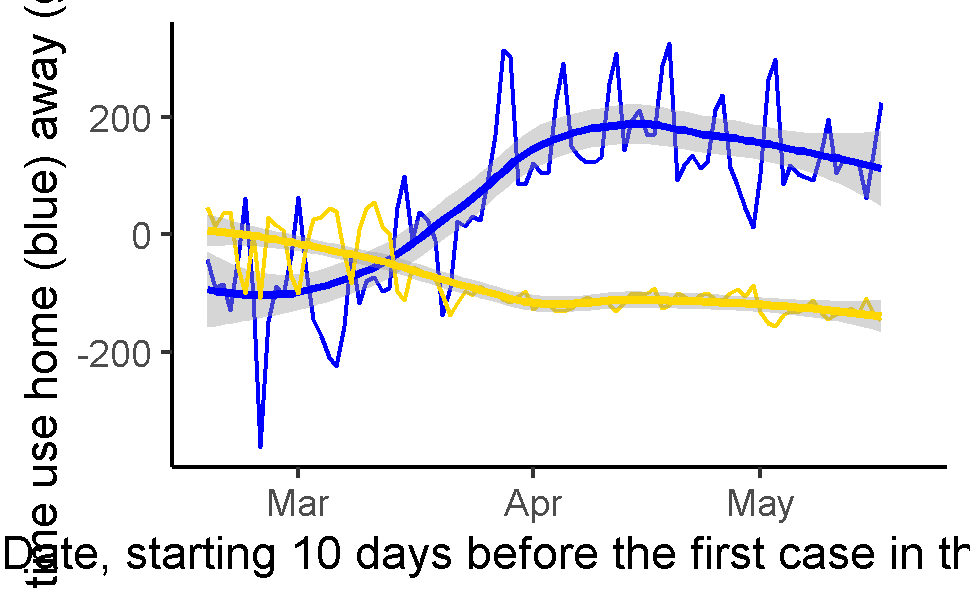 time use home (blue) away (
200
0
-200
Mar Apr May
Date, starting 10 days before the first case in th